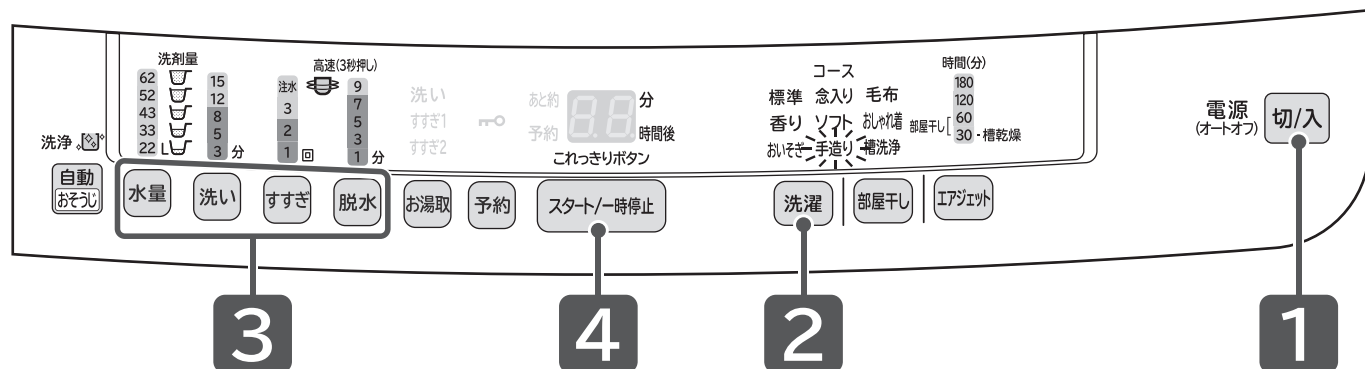 洗浄
自動
おそうじ
洗剤量
62
52
43
33
22 L
15
12
8
5
3 分
注水
3
2
1 回
高速(3秒押し)
9
7
5
3
1 分
洗い
すすぎ1
すすぎ2
あと約 88 分
予約 時間後
これっきりボタン
コース
標準 念入り 毛布
香り ソフト おしゃれ着
おいそぎ 手造り 槽洗浄
時間(分)
180
120
部屋干し[ 60
30 - 槽乾燥
電源
(オートオフ)
切/入
水量
洗い
すすぎ
脱水
お湯取
予約
スタート/一時停止
洗濯
部屋干し
エアジェット
3
4
2
1